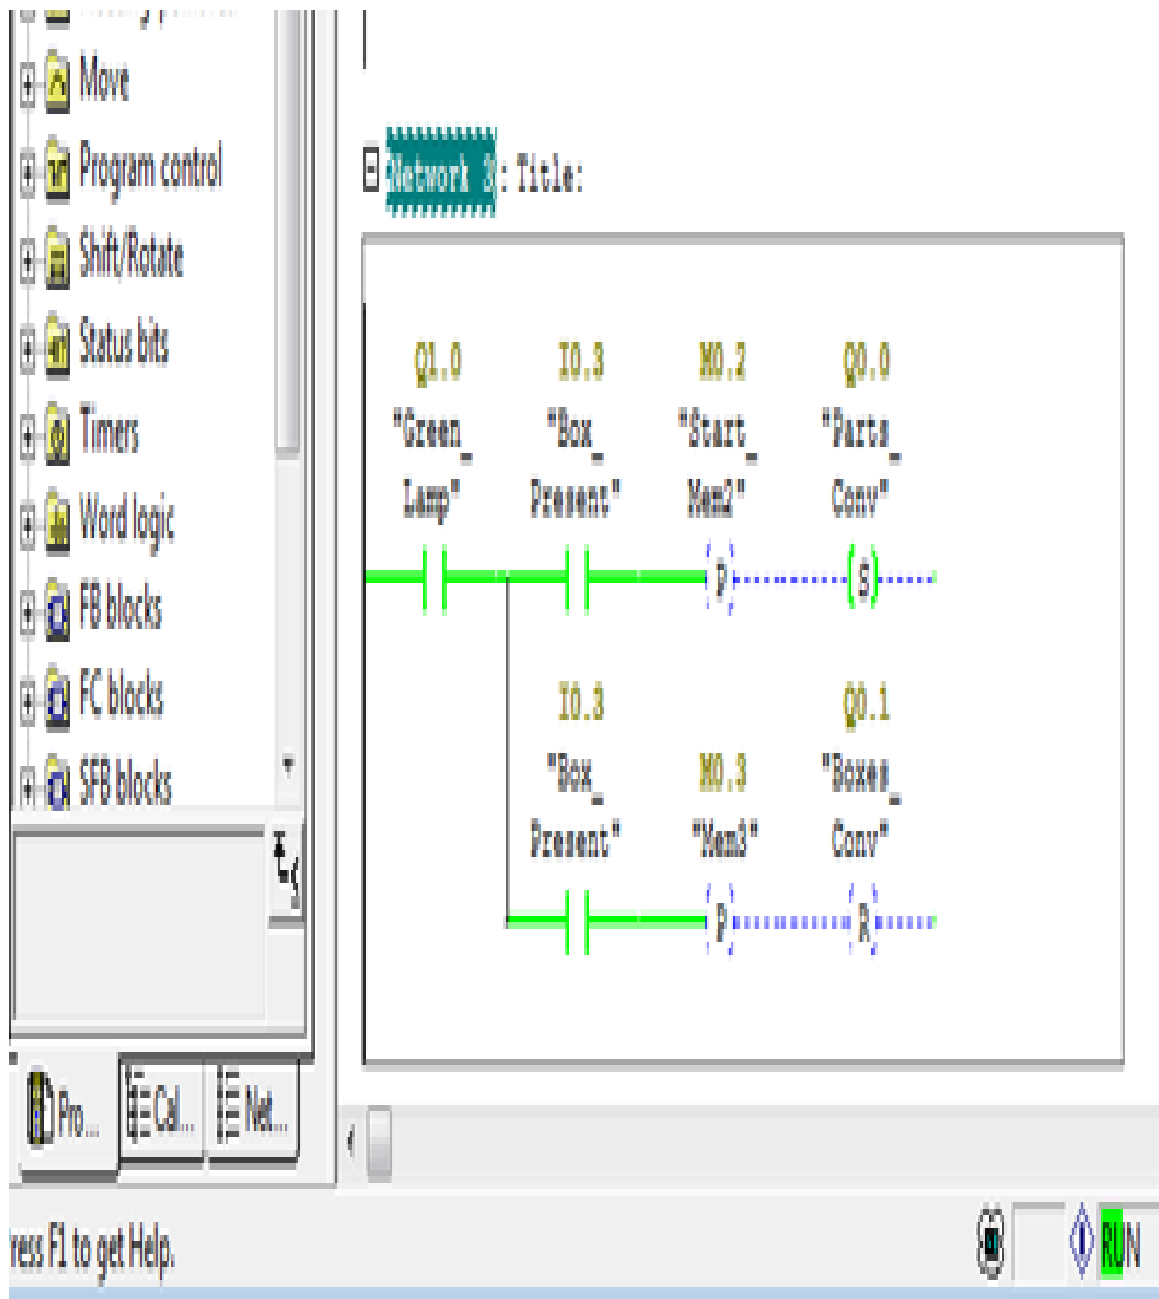 Move
Program control
Shift/Rotate
Status bits
Timers
Word logic
FB blocks
FC blocks
SFB blocks
Pro...
Cal...
Net...
Network 3: Title:
Q1.0 I0.3 M0.2 Q0.0
"Green_ "Box_ "Start_ "Parts_
Lamp" Present" Mem2" Conv"
P S
I0.3 Q0.1
"Box_ M0.3 "Boxes_
Present" "Mem3" Conv"
P R
ress F1 to get Help.
RUN